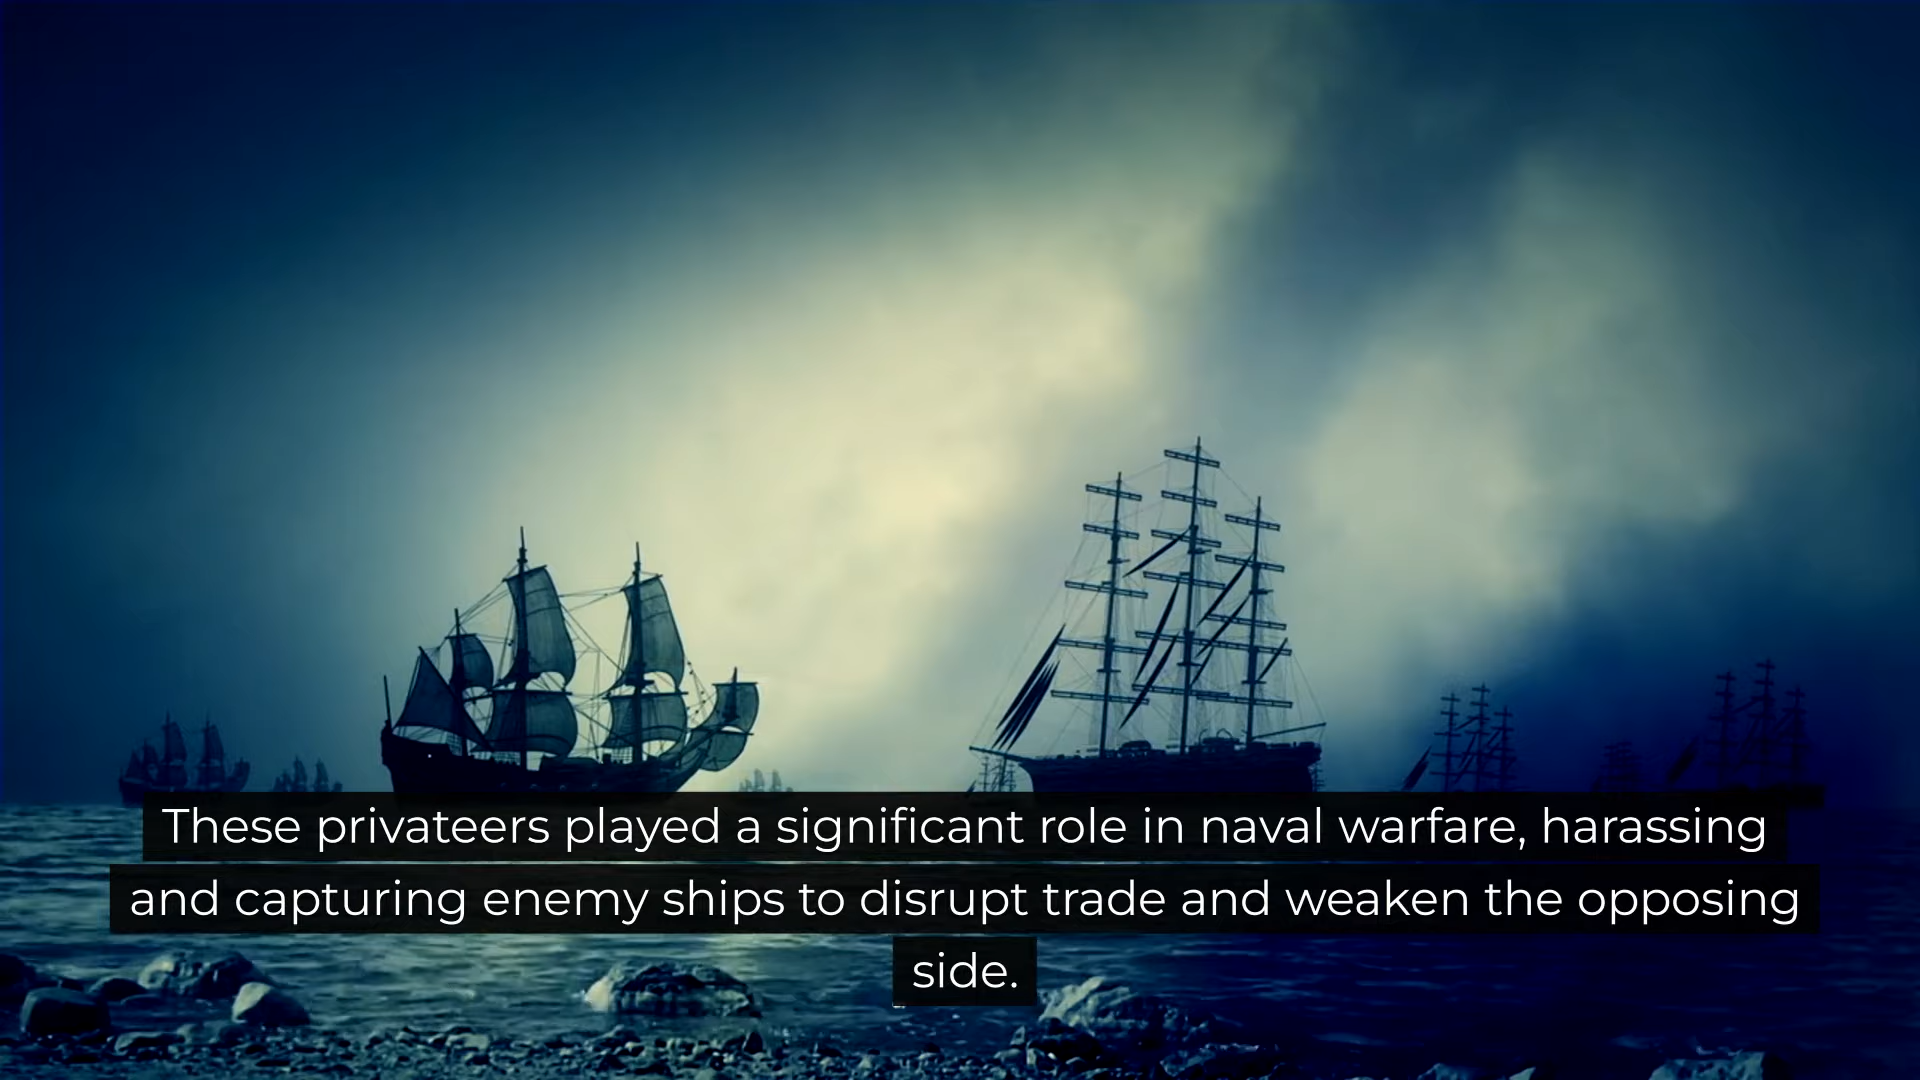 These privateers played a significant role in naval warfare, harassing
and capturing enemy ships to disrupt trade and weaken the opposing
side.